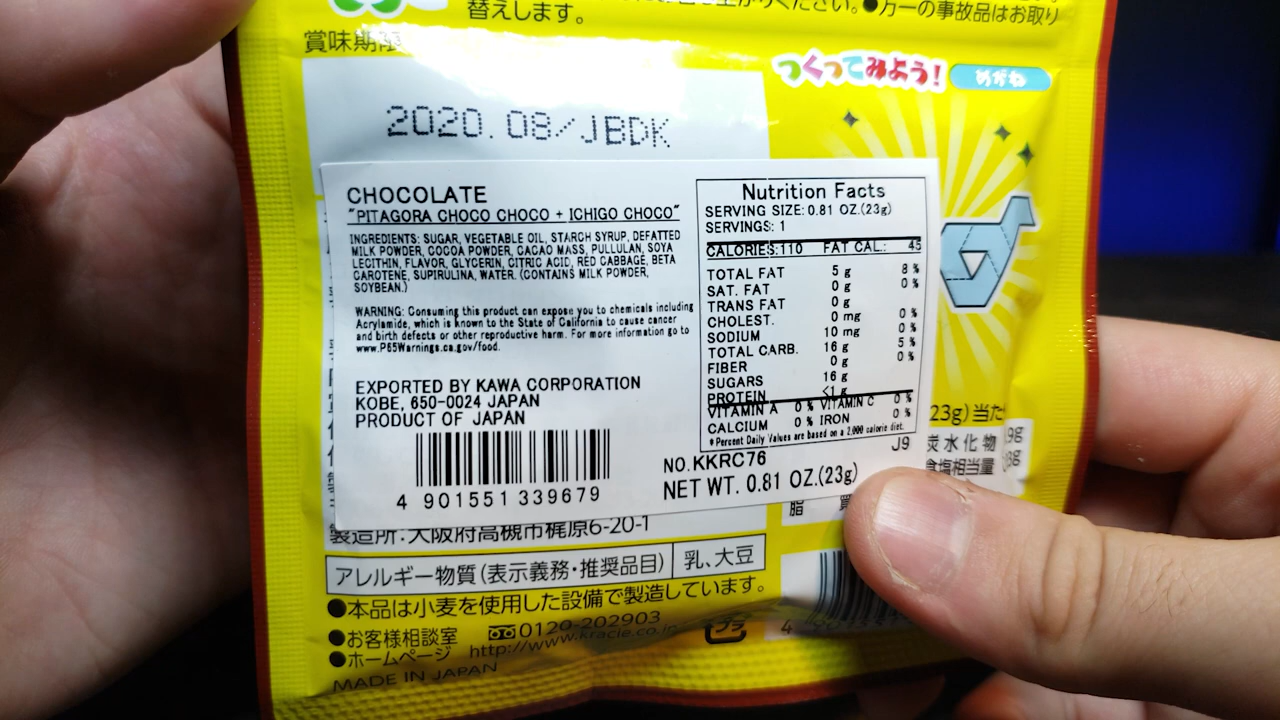 ください。●万一の事故品はお取り
替えします。
賞味期限
つくってみよう!
めがね
2020.08/JBDK
CHOCOLATE
"PITAGORA CHOCO CHOCO + ICHIGO CHOCO"
INGREDIENTS: SUGAR, VEGETABLE OIL, STARCH SYRUP, DEFATTED
MILK POWDER, COCOA POWDER, CACAO MASS, PULLULAN, SOYA
LECITHIN, FLAVOR, GLYCERIN, CITRIC ACID, RED CABBAGE, BETA
CAROTENE, SUPIRULINA, WATER. (CONTAINS MILK POWDER,
SOYBEAN.)
WARNING: Consuming this product can expose you to chemicals including
Acrylamide, which is known to the State of California to cause cancer
and birth defects or other reproductive harm. For more information go to
www.P65Warnings.ca.gov/food.
EXPORTED BY KAWA CORPORATION
KOBE, 650-0024 JAPAN
PRODUCT OF JAPAN
4 901551 339679
Nutrition Facts
SERVING SIZE: 0.81 OZ.(23g)
SERVINGS: 1
CALORIES:110 FAT CAL.: 45
TOTAL FAT 5 g 8 %
SAT. FAT 0 g 0 %
TRANS FAT 0 g
CHOLEST. 0 mg 0 %
SODIUM 10 mg 0 %
TOTAL CARB. 16 g 5 %
FIBER 0 g 0 %
SUGARS 16 g
PROTEIN <1 g
VITAMIN A 0 % VITAMIN C 0 %
CALCIUM 0 % IRON 0 %
*Percent Daily Values are based on a 2,000 calorie diet.
J9
NO.KKRC76
NET WT. 0.81 OZ.(23g)
23g)当た
炭水化物 9g
食塩相当量 8g
脂 質
製造所:大阪府高槻市梶原6-20-1
アレルギー物質(表示義務・推奨品目) 乳、大豆
●本品は小麦を使用した設備で製造しています。
●お客様相談室 0120-202903
●ホームページ http://www.kracie.co.jp
プラ
MADE IN JAPAN
4